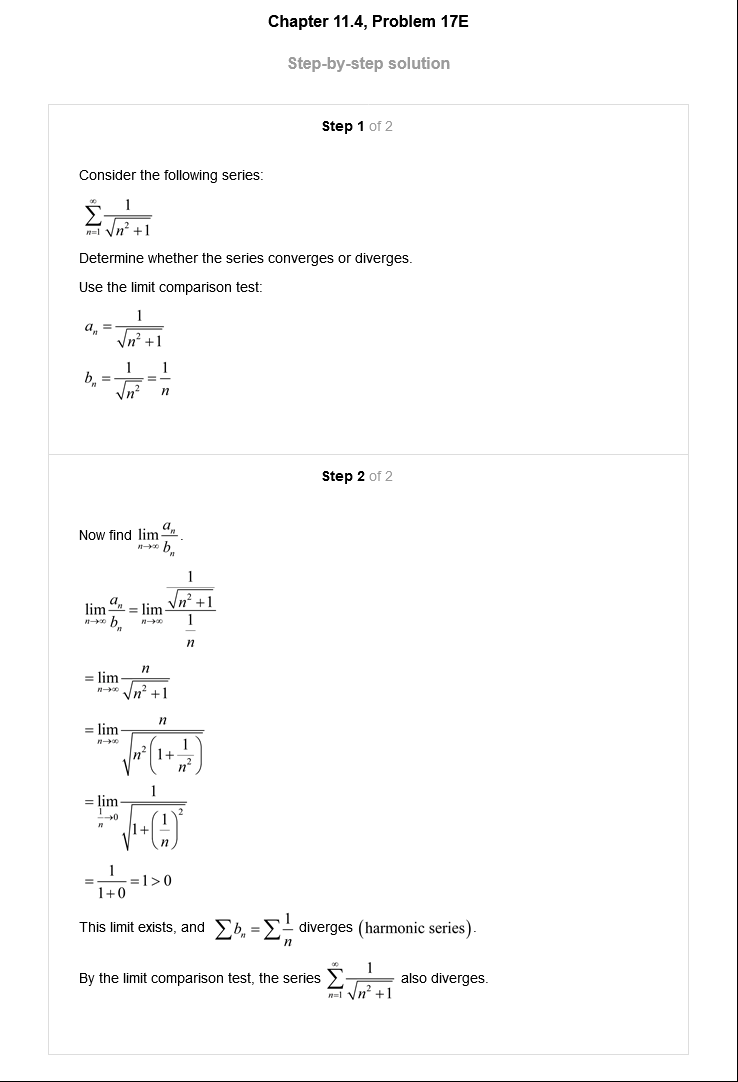 Chapter 11.4, Problem 17E
Step-by-step solution
Step 1 of 2
Consider the following series:
$\sum_{n=1}^{\infty} \frac{1}{\sqrt{n^2+1}}$
Determine whether the series converges or diverges.
Use the limit comparison test:
$a_n = \frac{1}{\sqrt{n^2+1}}$
$b_n = \frac{1}{\sqrt{n^2}} = \frac{1}{n}$
Step 2 of 2
Now find $\lim_{n\to\infty} \frac{a_n}{b_n}$.
$\lim_{n\to\infty} \frac{a_n}{b_n} = \lim_{n\to\infty} \frac{\frac{1}{\sqrt{n^2+1}}}{\frac{1}{n}}$
$= \lim_{n\to\infty} \frac{n}{\sqrt{n^2+1}}$
$= \lim_{n\to\infty} \frac{n}{\sqrt{n^2\left(1+\frac{1}{n^2}\right)}}$
$= \lim_{\frac{1}{n}\to 0} \frac{1}{\sqrt{1+\left(\frac{1}{n}\right)^2}}$
$= \frac{1}{1+0} = 1 > 0$
This limit exists, and $\sum b_n = \sum \frac{1}{n}$ diverges (harmonic series).
By the limit comparison test, the series $\sum_{n=1}^{\infty} \frac{1}{\sqrt{n^2+1}}$ also diverges.